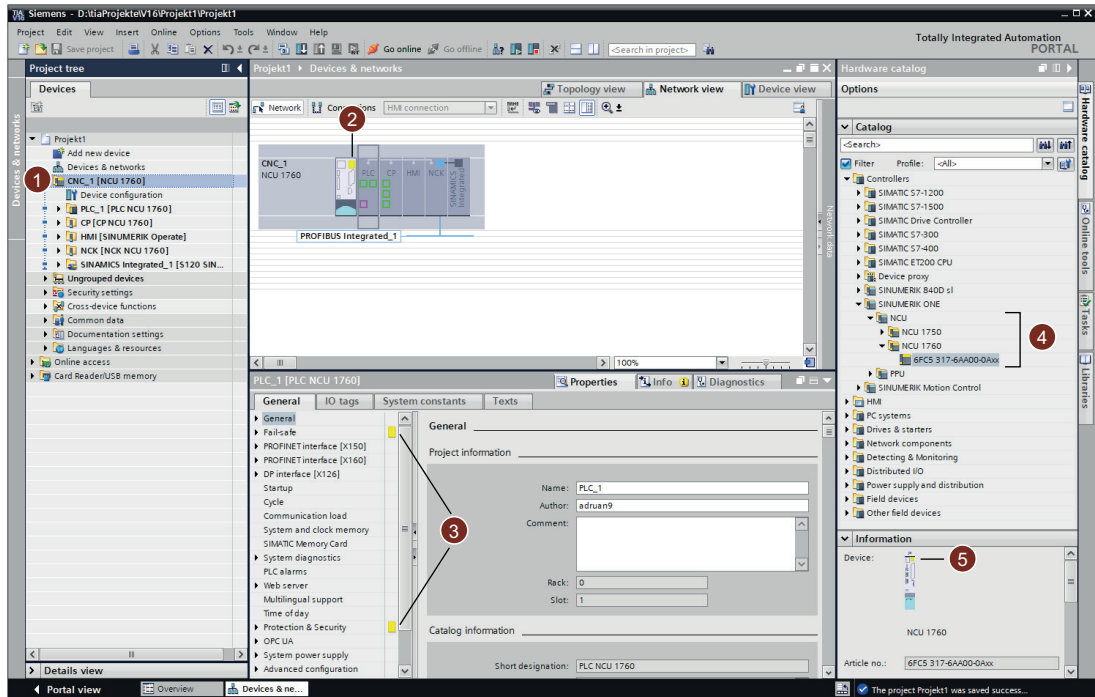 Siemens - D:\tiaProjekte\V16\Projekt1\Projekt1
Project Edit View Insert Online Options Tools Window Help
Totally Integrated Automation
PORTAL
Save project
Go online
Go offline
<Search in project>
Project tree
Devices
Devices & networks
Projekt1
Add new device
Devices & networks
1
CNC_1 [NCU 1760]
Device configuration
PLC_1 [PLC NCU 1760]
CP [CP NCU 1760]
HMI [SINUMERIK Operate]
NCK [NCK NCU 1760]
SINAMICS Integrated_1 [S120 SIN...
Ungrouped devices
Security settings
Cross-device functions
Common data
Documentation settings
Languages & resources
Online access
Card Reader/USB memory
Details view
Projekt1 ▸ Devices & networks
Topology view
Network view
Device view
Network
HMI connection
2
CNC_1
NCU 1760
PLC
CP
HMI
NCK
SINAMICS
Integrated
PROFIBUS Integrated_1
Network data
100%
PLC_1 [PLC NCU 1760]
Properties
Info
Diagnostics
General
IO tags
System constants
Texts
General
Fail-safe
PROFINET interface [X150]
PROFINET interface [X160]
DP interface [X126]
Startup
Cycle
Communication load
System and clock memory
SIMATIC Memory Card
System diagnostics
PLC alarms
Web server
Multilingual support
Time of day
Protection & Security
OPC UA
System power supply
Advanced configuration
3
General
Project information
Name: PLC_1
Author: adruan9
Comment:
Rack: 0
Slot: 1
Catalog information
Short designation: PLC NCU 1760
Hardware catalog
Options
Catalog
<Search>
Filter
Profile: <All>
Controllers
SIMATIC S7-1200
SIMATIC S7-1500
SIMATIC Drive Controller
SIMATIC S7-300
SIMATIC S7-400
SIMATIC ET200 CPU
Device proxy
SINUMERIK 840D sl
SINUMERIK ONE
NCU
NCU 1750
NCU 1760
6FC5 317-6AA00-0Axx
4
PPU
SINUMERIK Motion Control
HMI
PC systems
Drives & starters
Network components
Detecting & Monitoring
Distributed I/O
Power supply and distribution
Field devices
Other field devices
Information
Device:
5
NCU 1760
Article no.: 6FC5 317-6AA00-0Axx
Hardware catalog
Online tools
Tasks
Libraries
Portal view
Overview
Devices & ne...
The project Projekt1 was saved success...